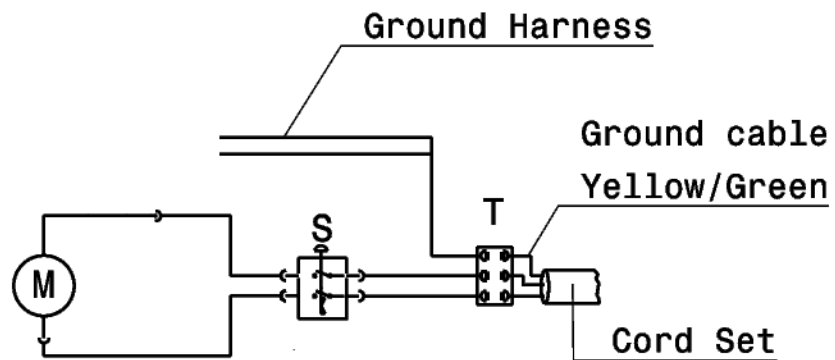 Ground Harness
Ground cable
Yellow/Green
T
S
M
Cord Set